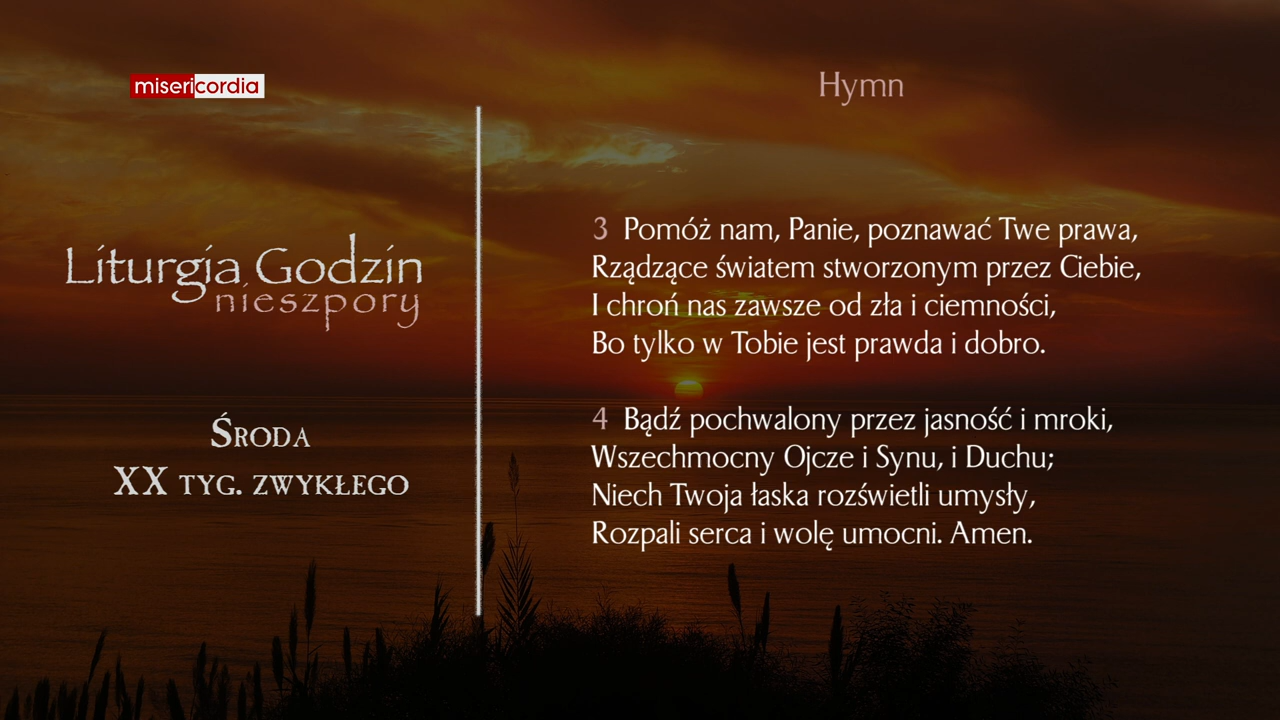 misericordia
Liturgia Godzin
nieszpory
Środa
XX tyg. zwykłego
Hymn
3 Pomóż nam, Panie, poznawać Twe prawa,
Rządzące światem stworzonym przez Ciebie,
I chroń nas zawsze od zła i ciemności,
Bo tylko w Tobie jest prawda i dobro.
4 Bądź pochwalony przez jasność i mroki,
Wszechmocny Ojcze i Synu, i Duchu;
Niech Twoja łaska rozświetli umysły,
Rozpali serca i wolę umocni. Amen.